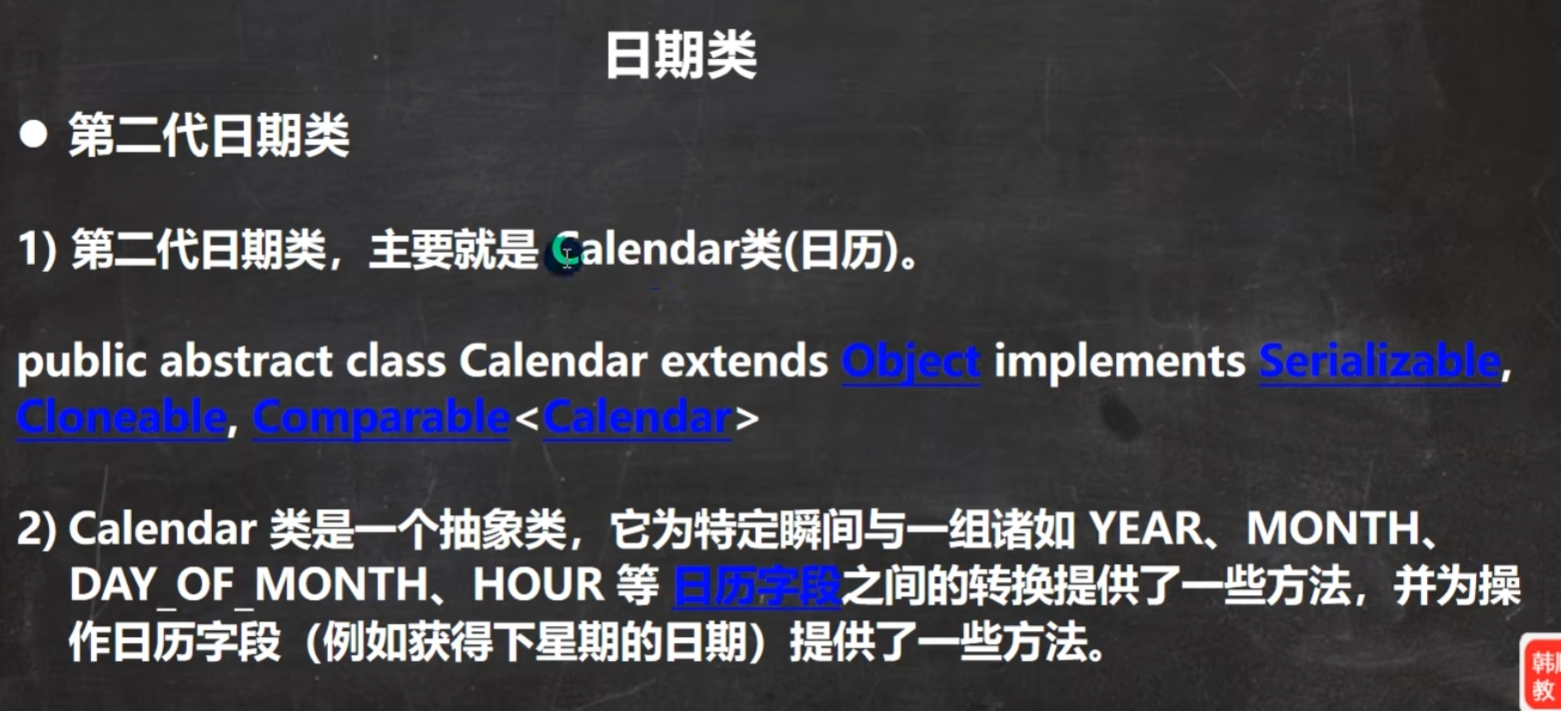 日期类
● 第二代日期类
1) 第二代日期类，主要就是 Calendar类(日历)。
public abstract class Calendar extends Object implements Serializable,
Cloneable, Comparable<Calendar>
2) Calendar 类是一个抽象类，它为特定瞬间与一组诸如 YEAR、MONTH、
DAY_OF_MONTH、HOUR 等 日历字段之间的转换提供了一些方法，并为操
作日历字段（例如获得下星期的日期）提供了一些方法。
韩
教